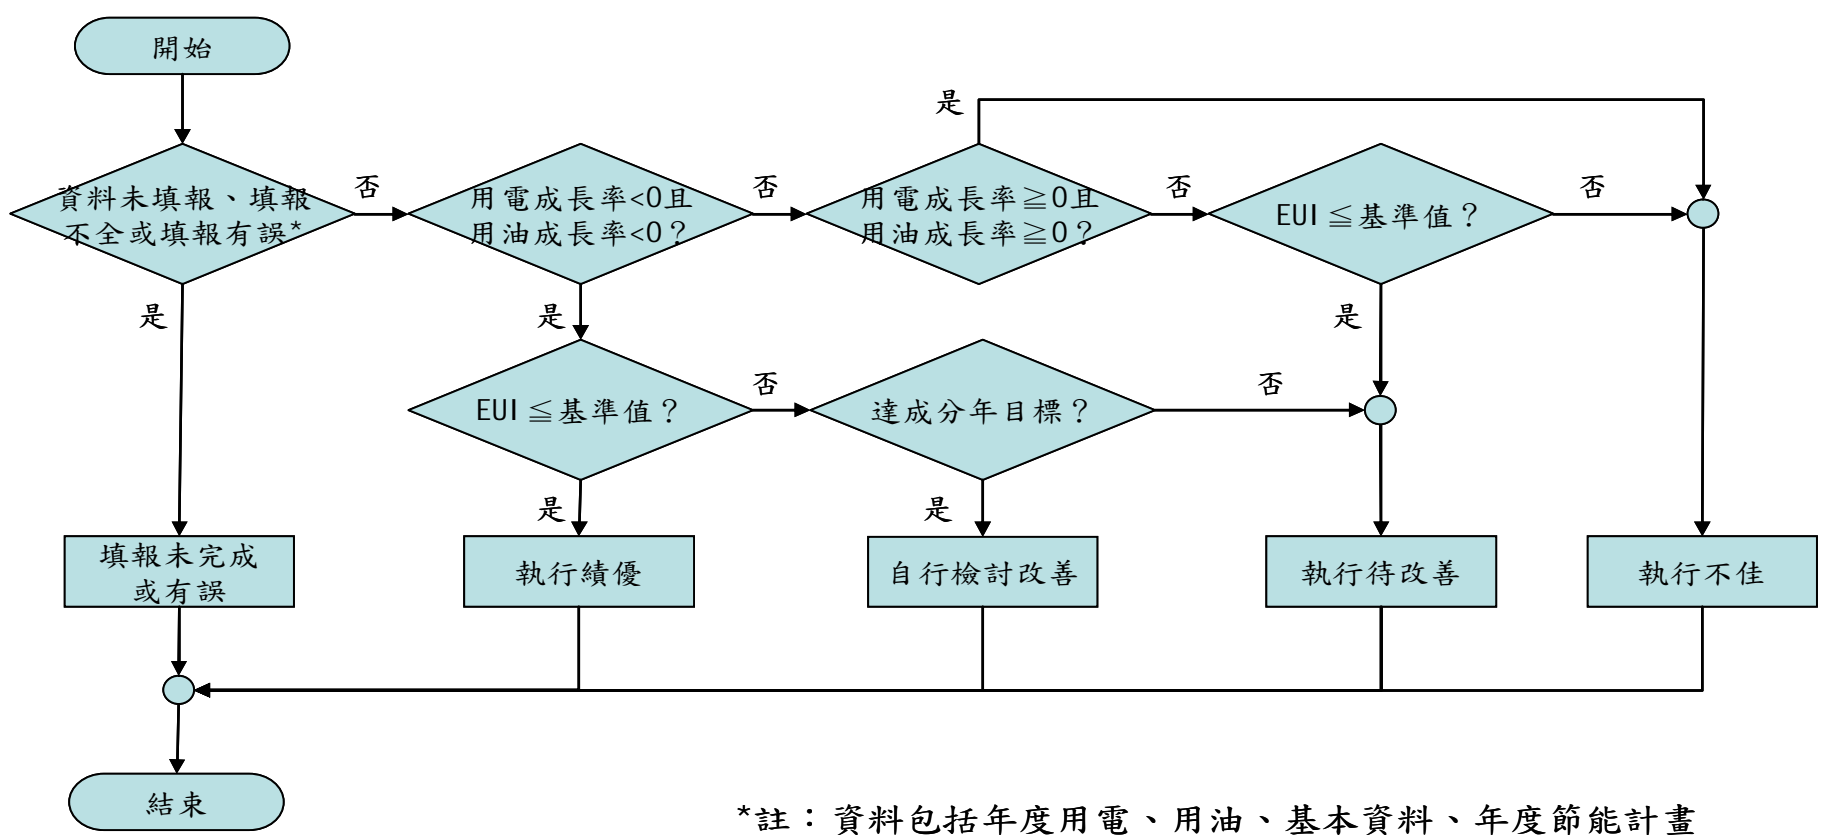 開始
是
資料未填報、填報
不全或填報有誤*
否
用電成長率<0且
用油成長率<0？
否
用電成長率≧0且
用油成長率≧0？
否
EUI≦基準值？
否
是
是
是
EUI≦基準值？
否
達成分年目標？
否
是
是
填報未完成
或有誤
執行績優
自行檢討改善
執行待改善
執行不佳
結束
*註：資料包括年度用電、用油、基本資料、年度節能計畫